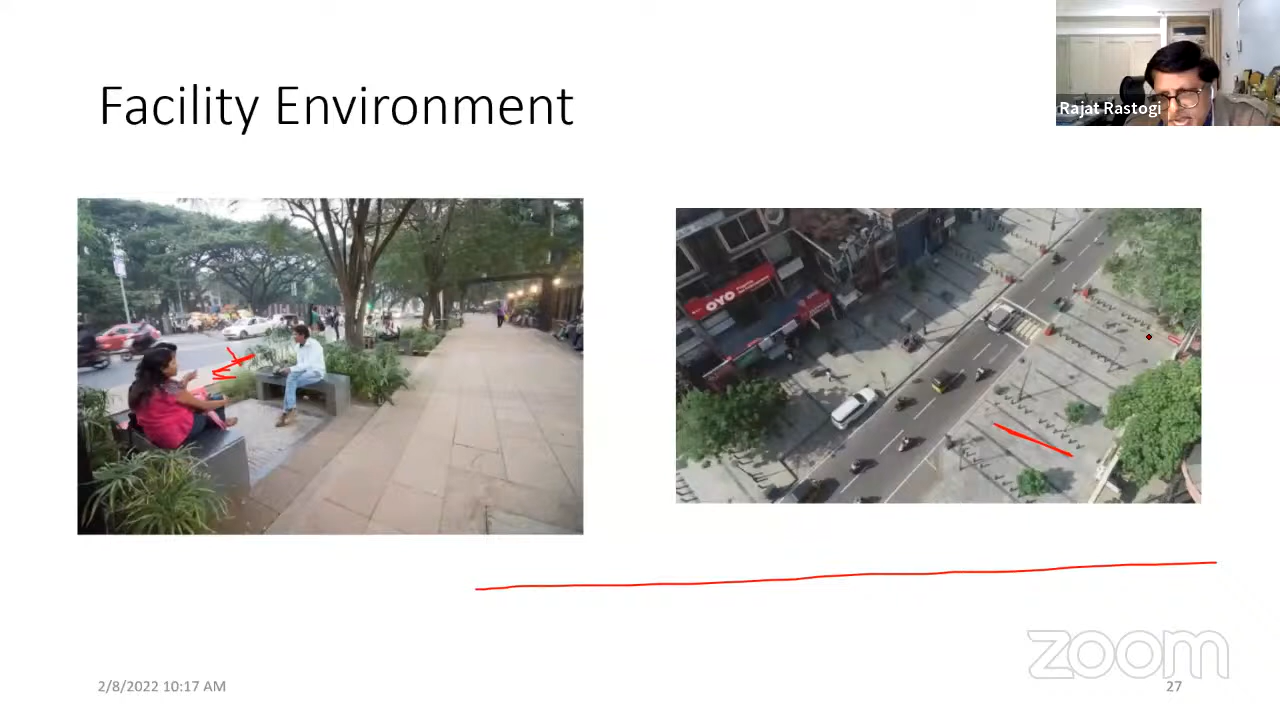 Facility Environment
Rajat Rastogi
OYO
zoom
2/8/2022 10:17 AM
27